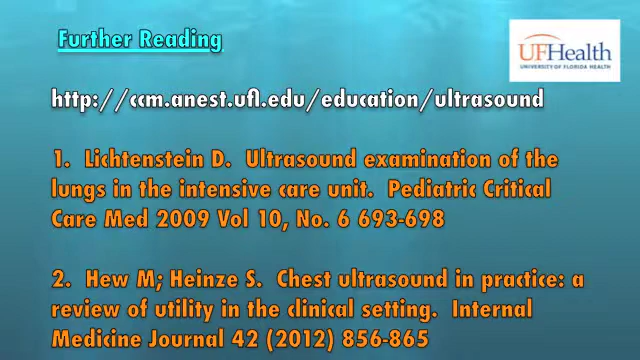 Further Reading
UFHealth
UNIVERSITY OF FLORIDA HEALTH
http://ccm.anest.ufl.edu/education/ultrasound
1. Lichtenstein D. Ultrasound examination of the
lungs in the intensive care unit. Pediatric Critical
Care Med 2009 Vol 10, No. 6 693-698
2. Hew M; Heinze S. Chest ultrasound in practice: a
review of utility in the clinical setting. Internal
Medicine Journal 42 (2012) 856-865